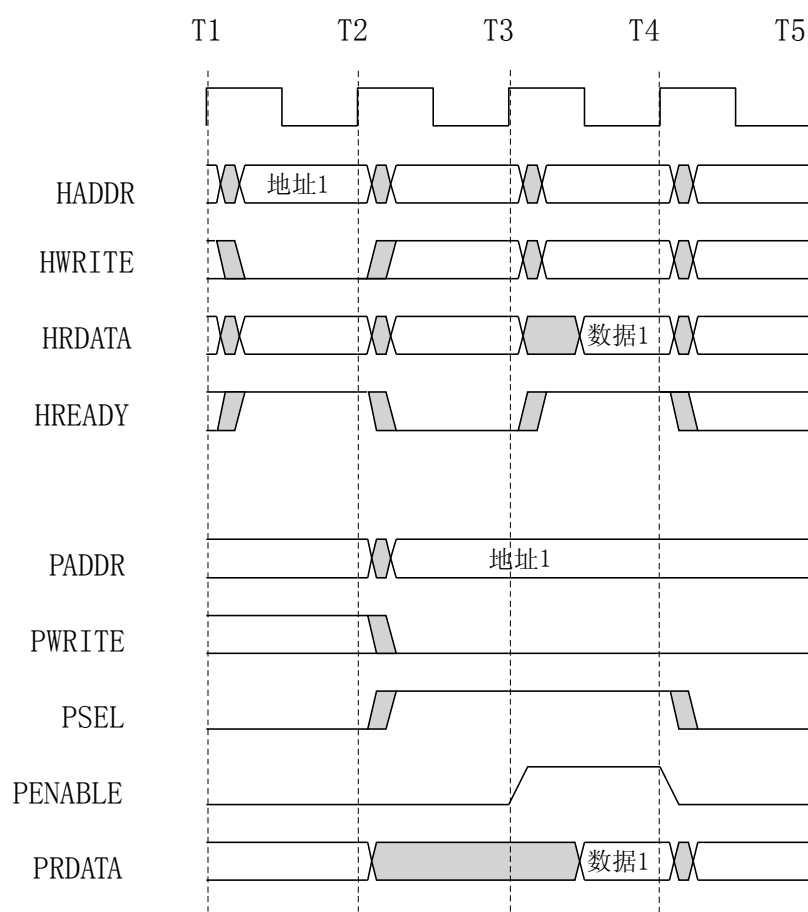 T1 T2 T3 T4 T5
HADDR 地址1
HWRITE
HRDATA 数据1
HREADY
PADDR 地址1
PWRITE
PSEL
PENABLE
PRDATA 数据1